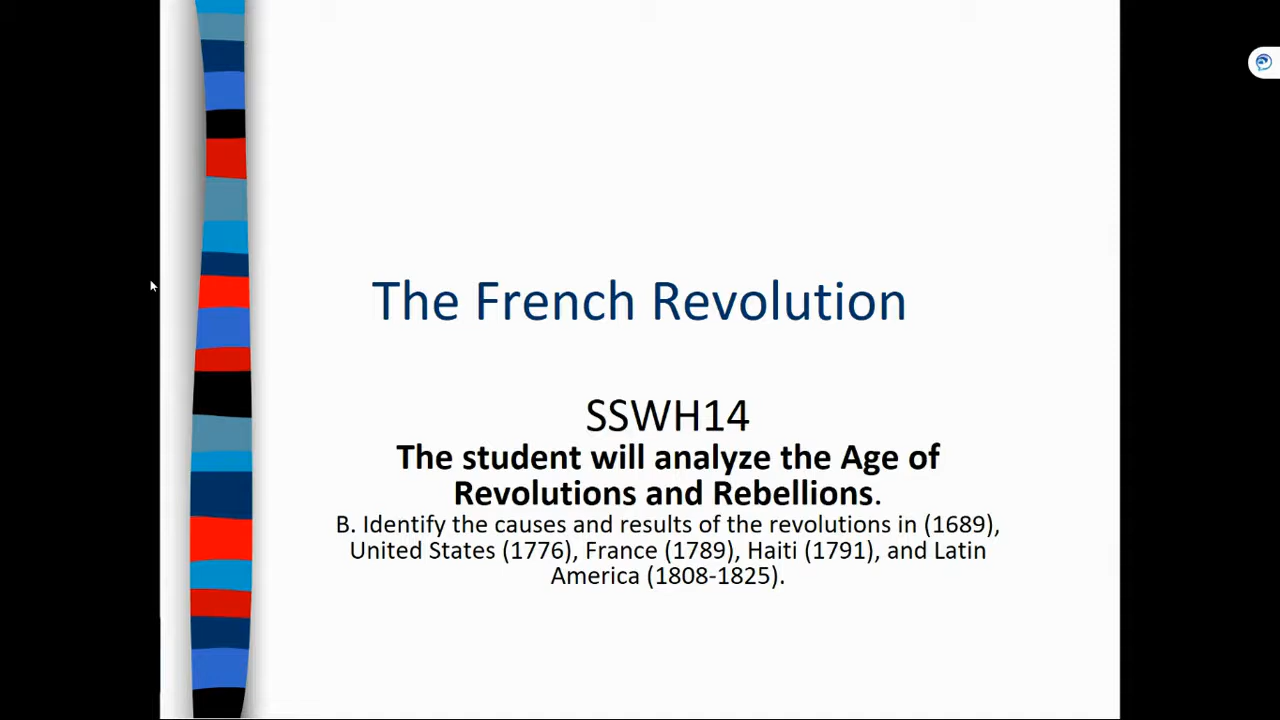 The French Revolution
SSWH14
The student will analyze the Age of
Revolutions and Rebellions.
B. Identify the causes and results of the revolutions in (1689),
United States (1776), France (1789), Haiti (1791), and Latin
America (1808-1825).